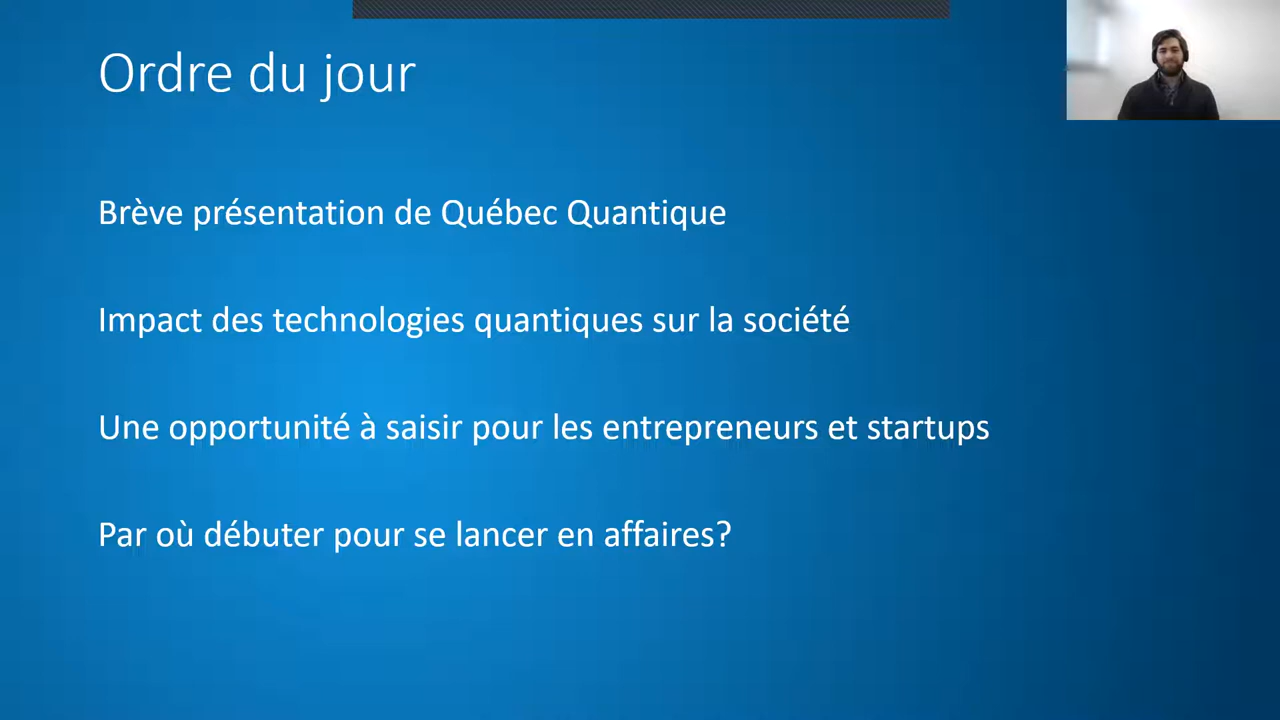 Ordre du jour
Brève présentation de Québec Quantique
Impact des technologies quantiques sur la société
Une opportunité à saisir pour les entrepreneurs et startups
Par où débuter pour se lancer en affaires?